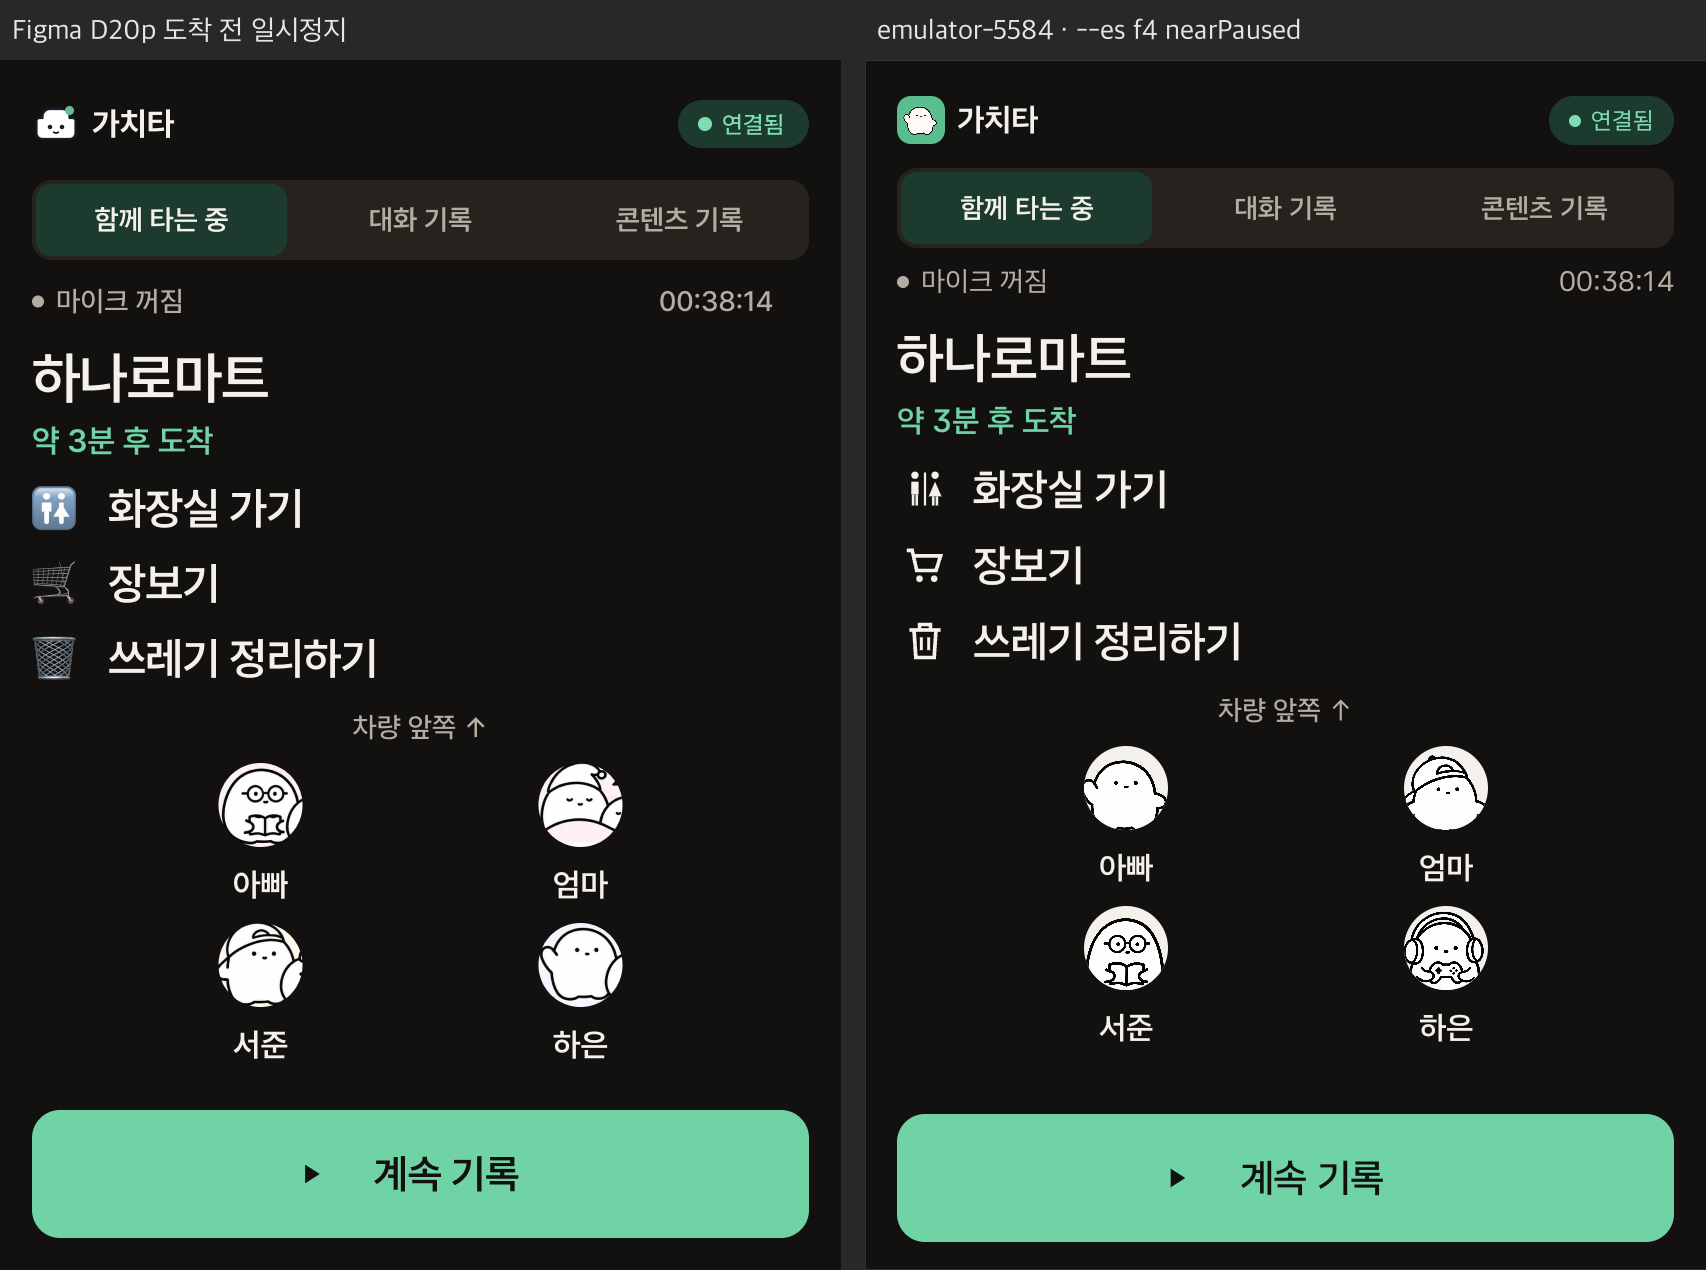 Figma D20p 도착 전 일시정지
가치타
연결됨
함께 타는 중
대화 기록
콘텐츠 기록
마이크 꺼짐
00:38:14
하나로마트
약 3분 후 도착
화장실 가기
장보기
쓰레기 정리하기
차량 앞쪽 ↑
아빠
엄마
서준
하은
계속 기록
emulator-5584 · --es f4 nearPaused
가치타
연결됨
함께 타는 중
대화 기록
콘텐츠 기록
마이크 꺼짐
00:38:14
하나로마트
약 3분 후 도착
화장실 가기
장보기
쓰레기 정리하기
차량 앞쪽 ↑
아빠
엄마
서준
하은
계속 기록